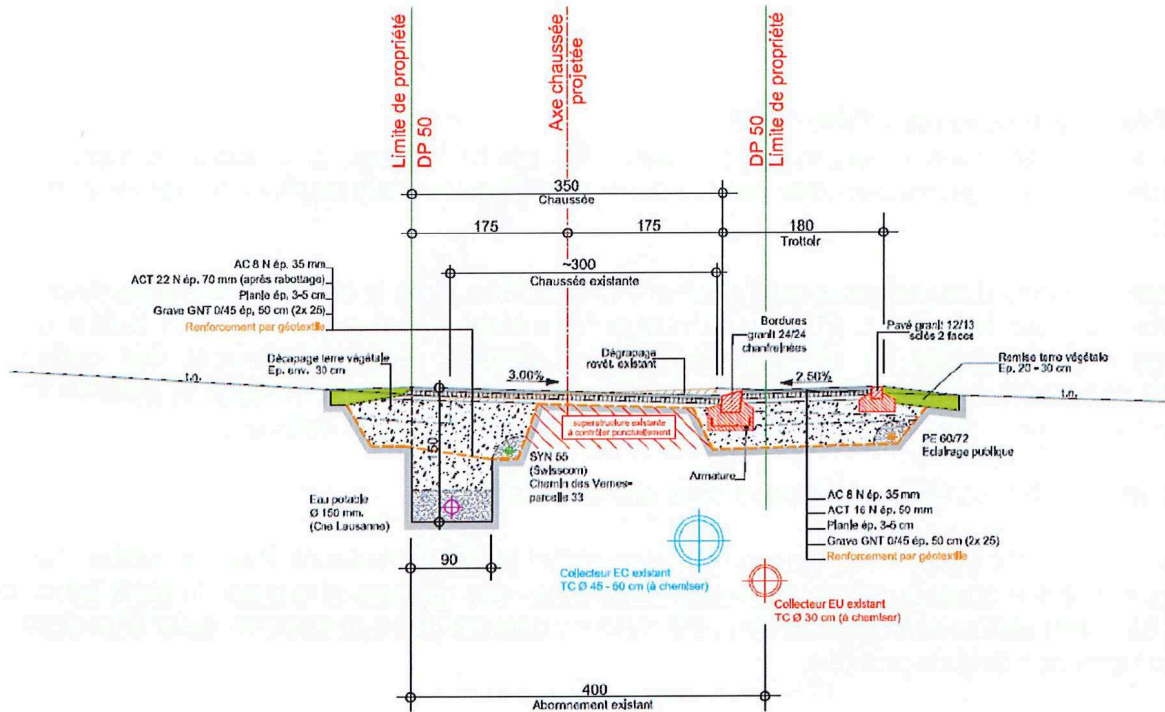 Limite de propriété
DP 50
Axe chaussée
projetée
DP 50
Limite de propriété
350
Chaussée
175
175
180
Trottoir
~300
Chaussée existante
AC 8 N ép. 35 mm
ACT 22 N ép. 70 mm (après rabottage)
Planie ép. 3-5 cm
Grave GNT 0/45 ép. 50 cm (2x 25)
Renforcement par géotextile
Bordures
granit 24/24
chanfreinées
Pavé granit 12/13
sciés 2 faces
Décapage terre végétale
Ep. env. 30 cm
Dégrapage
revêt. existant
Remise terre végétale
Ep. 20 - 30 cm
t.n.
3.00%
2.50%
t.n.
superstructure existante
à contrôler ponctuellement
SYN 55
(Swisscom)
Chemin des Vernes-
parcelle 33
Armature
PE 60/72
Eclairage publique
Eau potable
Ø 150 mm.
(Cne Lausanne)
90
AC 8 N ép. 35 mm
ACT 16 N ép. 50 mm
Planie ép. 3-5 cm
Grave GNT 0/45 ép. 50 cm (2x 25)
Renforcement par géotextile
Collecteur EC existant
TC Ø 45 - 50 cm (à chemiser)
Collecteur EU existant
TC Ø 30 cm (à chemiser)
400
Abornnement existant